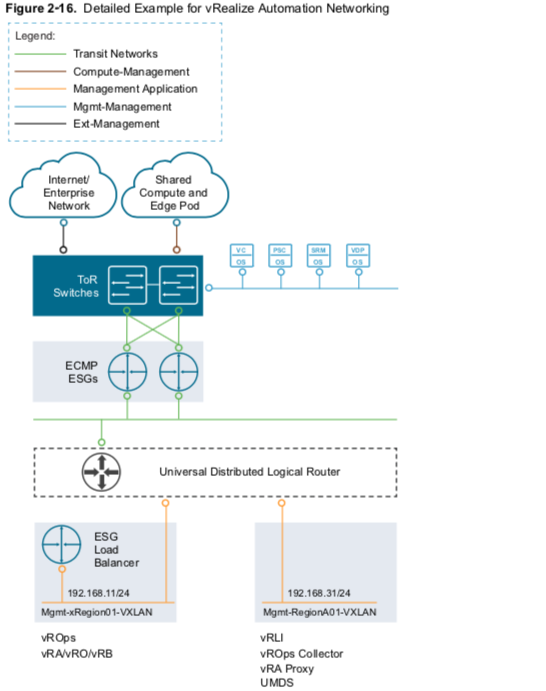 Figure 2-16. Detailed Example for vRealize Automation Networking
Legend:
Transit Networks
Compute-Management
Management Application
Mgmt-Management
Ext-Management
Internet/
Enterprise
Network
Shared
Compute and
Edge Pod
ToR
Switches
VC
OS
PSC
OS
SRM
OS
VDP
OS
ECMP
ESGs
Universal Distributed Logical Router
ESG
Load
Balancer
192.168.11/24
Mgmt-xRegion01-VXLAN
192.168.31/24
Mgmt-RegionA01-VXLAN
vROps
vRA/vRO/vRB
vRLI
vROps Collector
vRA Proxy
UMDS